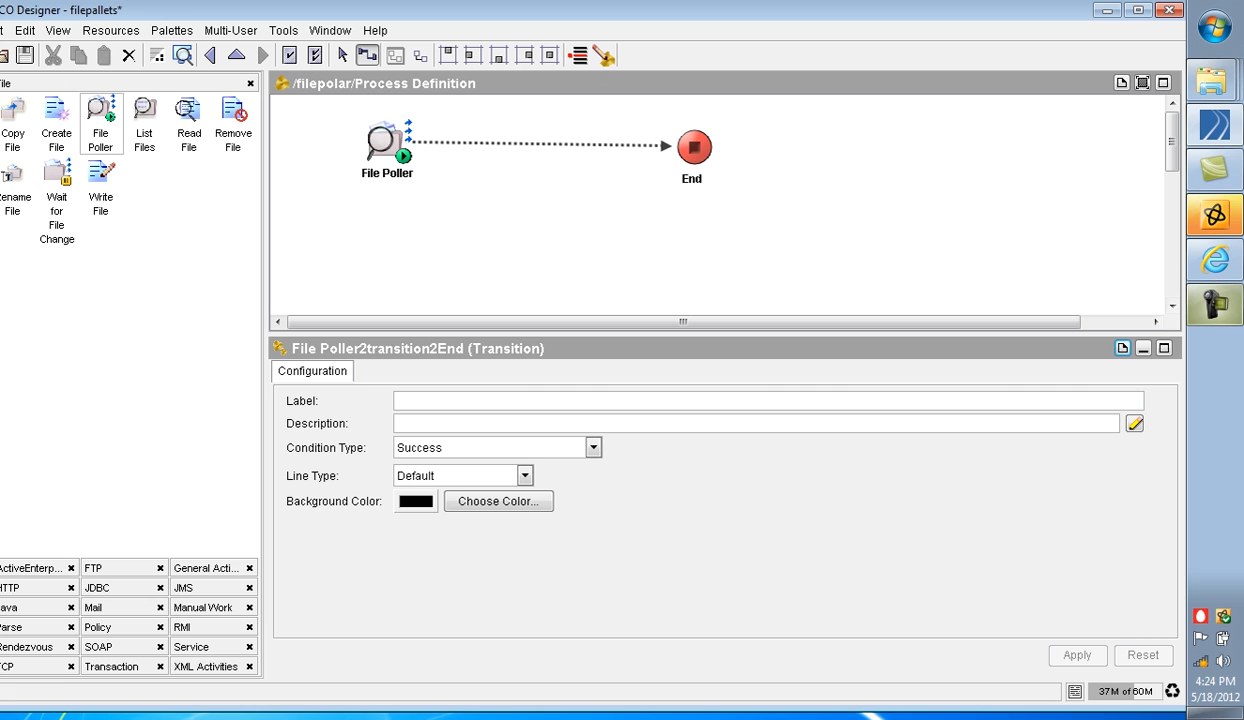 CO Designer - filepallets*
t Edit View Resources Palettes Multi-User Tools Window Help
ile
/filepolar/Process Definition
Copy File
Create File
File Poller
List Files
Read File
Remove File
ename File
Wait for File Change
Write File
File Poller
End
File Poller2transition2End (Transition)
Configuration
Label:
Description:
Condition Type: Success
Line Type: Default
Background Color: Choose Color...
ActiveEnterp... FTP General Acti...
HTTP JDBC JMS
ava Mail Manual Work
arse Policy RMI
Rendezvous SOAP Service
TCP Transaction XML Activities
Apply Reset
37M of 60M
4:24 PM
5/18/2012